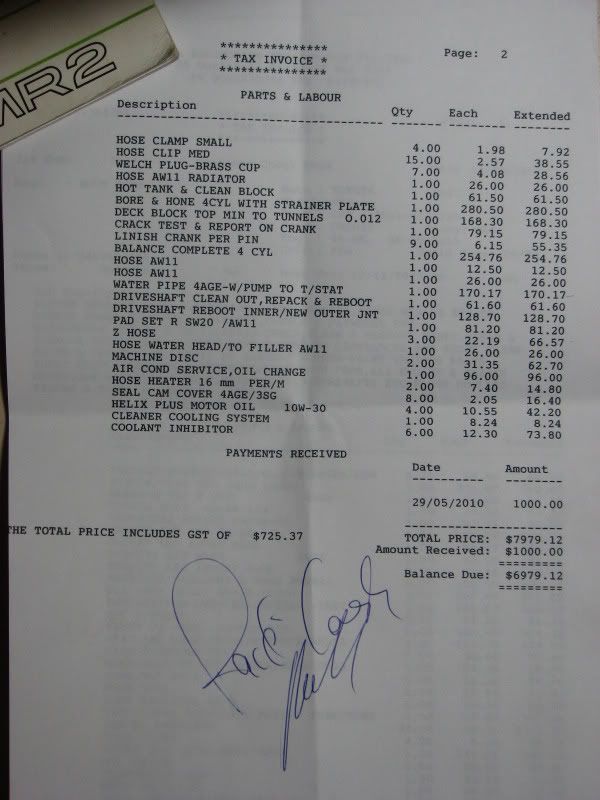 MR2
***************
* TAX INVOICE *
***************
Page: 2
PARTS & LABOUR
Description Qty Each Extended
HOSE CLAMP SMALL 4.00 1.98 7.92
HOSE CLIP MED 15.00 2.57 38.55
WELCH PLUG-BRASS CUP 7.00 4.08 28.56
HOSE AW11 RADIATOR 1.00 26.00 26.00
HOT TANK & CLEAN BLOCK 1.00 61.50 61.50
BORE & HONE 4CYL WITH STRAINER PLATE 1.00 280.50 280.50
DECK BLOCK TOP MIN TO TUNNELS 0.012 1.00 168.30 168.30
CRACK TEST & REPORT ON CRANK 1.00 79.15 79.15
LINISH CRANK PER PIN 9.00 6.15 55.35
BALANCE COMPLETE 4 CYL 1.00 254.76 254.76
HOSE AW11 1.00 12.50 12.50
HOSE AW11 1.00 26.00 26.00
WATER PIPE 4AGE-W/PUMP TO T/STAT 1.00 170.17 170.17
DRIVESHAFT CLEAN OUT,REPACK & REBOOT 1.00 61.60 61.60
DRIVESHAFT REBOOT INNER/NEW OUTER JNT 1.00 128.70 128.70
PAD SET R SW20 /AW11 1.00 81.20 81.20
Z HOSE 3.00 22.19 66.57
HOSE WATER HEAD/TO FILLER AW11 1.00 26.00 26.00
MACHINE DISC 2.00 31.35 62.70
AIR COND SERVICE,OIL CHANGE 1.00 96.00 96.00
HOSE HEATER 16 mm PER/M 2.00 7.40 14.80
SEAL CAM COVER 4AGE/3SG 8.00 2.05 16.40
HELIX PLUS MOTOR OIL 10W-30 4.00 10.55 42.20
CLEANER COOLING SYSTEM 1.00 8.24 8.24
COOLANT INHIBITOR 6.00 12.30 73.80
PAYMENTS RECEIVED
Date Amount
29/05/2010 1000.00
THE TOTAL PRICE INCLUDES GST OF $725.37 TOTAL PRICE: $7979.12
Amount Received: $1000.00
Balance Due: $6979.12
Paid Cash